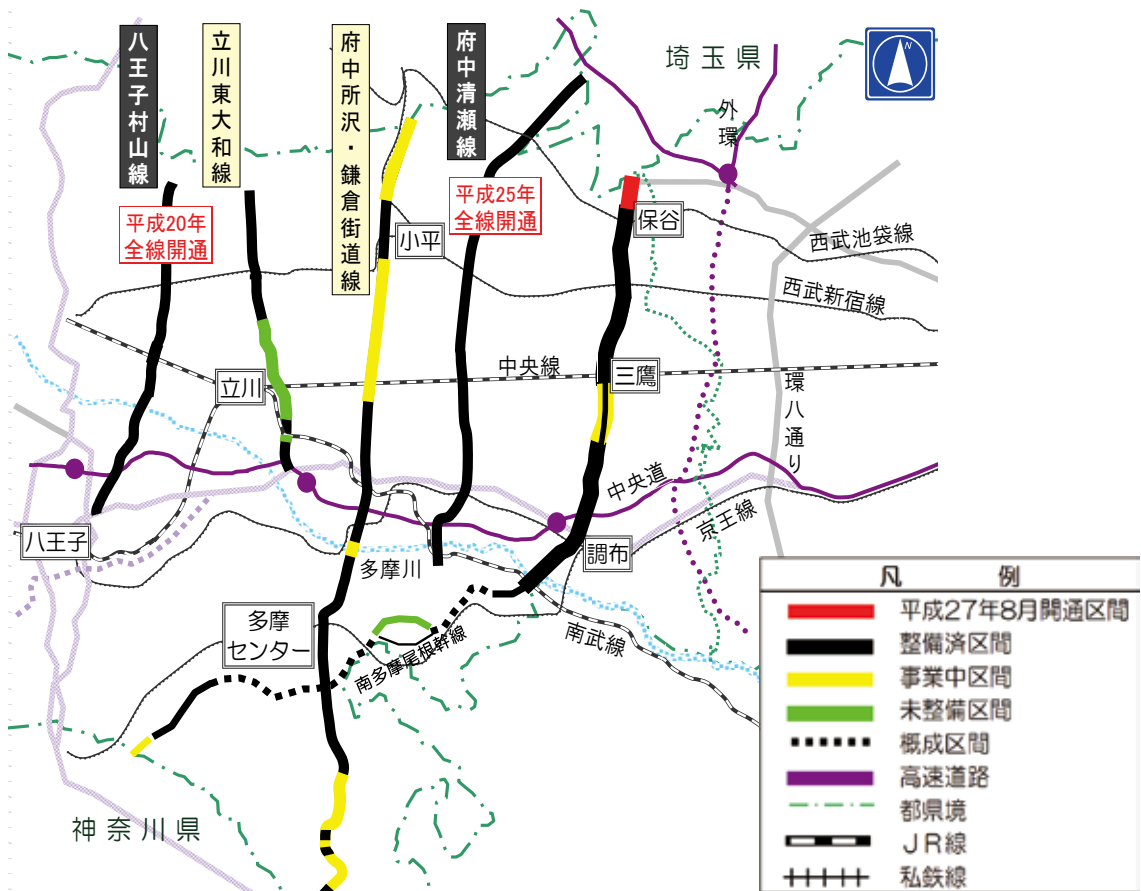 八王子村山線
立川東大和線
府中所沢・鎌倉街道線
府中清瀬線
埼玉県
N
外環
平成20年
全線開通
平成25年
全線開通
小平
保谷
西武池袋線
西武新宿線
中央線
立川
三鷹
環八通り
中央道
京王線
八王子
多摩川
調布
多摩
センター
南武線
南多摩尾根幹線
神奈川県
凡例
平成27年8月開通区間
整備済区間
事業中区間
未整備区間
概成区間
高速道路
都県境
JR線
私鉄線